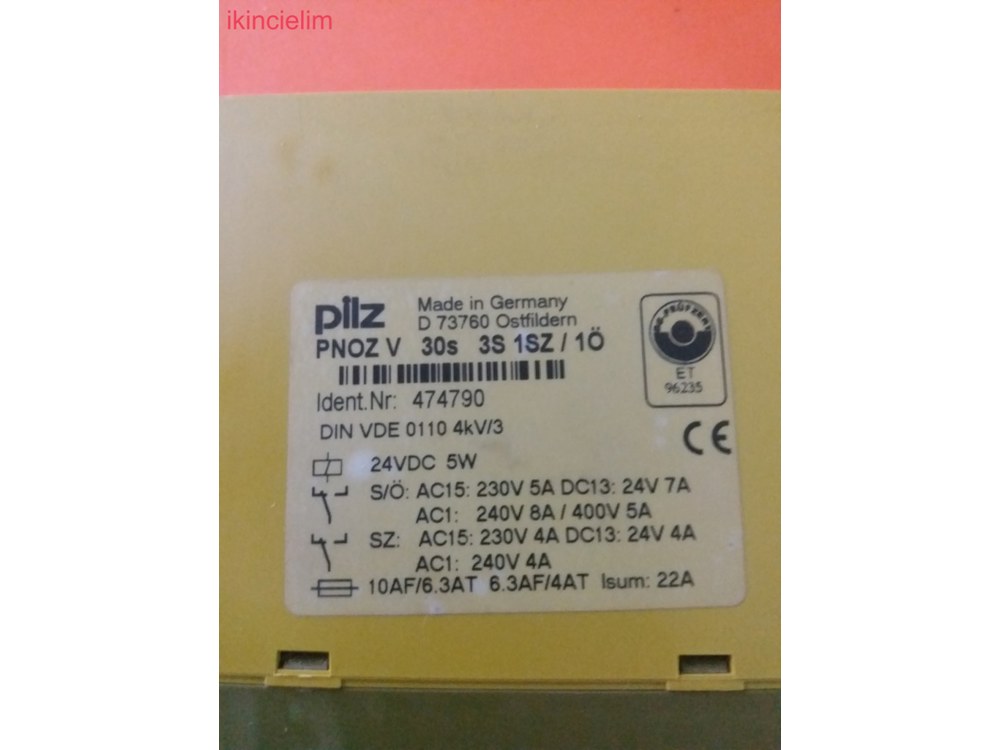 ikincielim
pilz
Made in Germany
D 73760 Ostfildern
PNOZ V 30s 3S 1SZ / 1Ö
Ident.Nr: 474790
DIN VDE 0110 4kV/3
24VDC 5W
S/Ö: AC15: 230V 5A DC13: 24V 7A
AC1: 240V 8A / 400V 5A
SZ: AC15: 230V 4A DC13: 24V 4A
AC1: 240V 4A
10AF/6.3AT 6.3AF/4AT Isum: 22A
ET
96235
CE